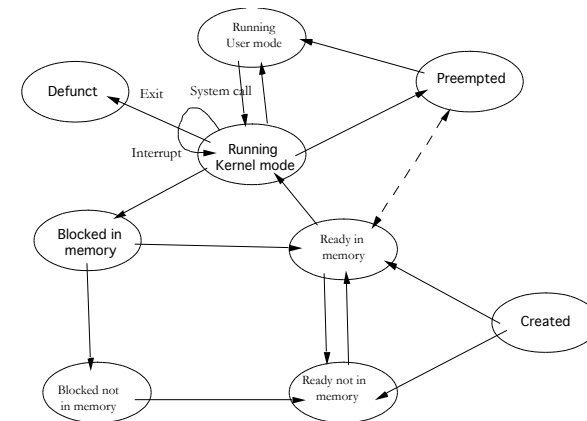 Running
User mode
Preempted
Defunct
Exit
System call
Interrupt
Running
Kernel mode
Blocked in
memory
Ready in
memory
Created
Blocked not
in memory
Ready not in
memory